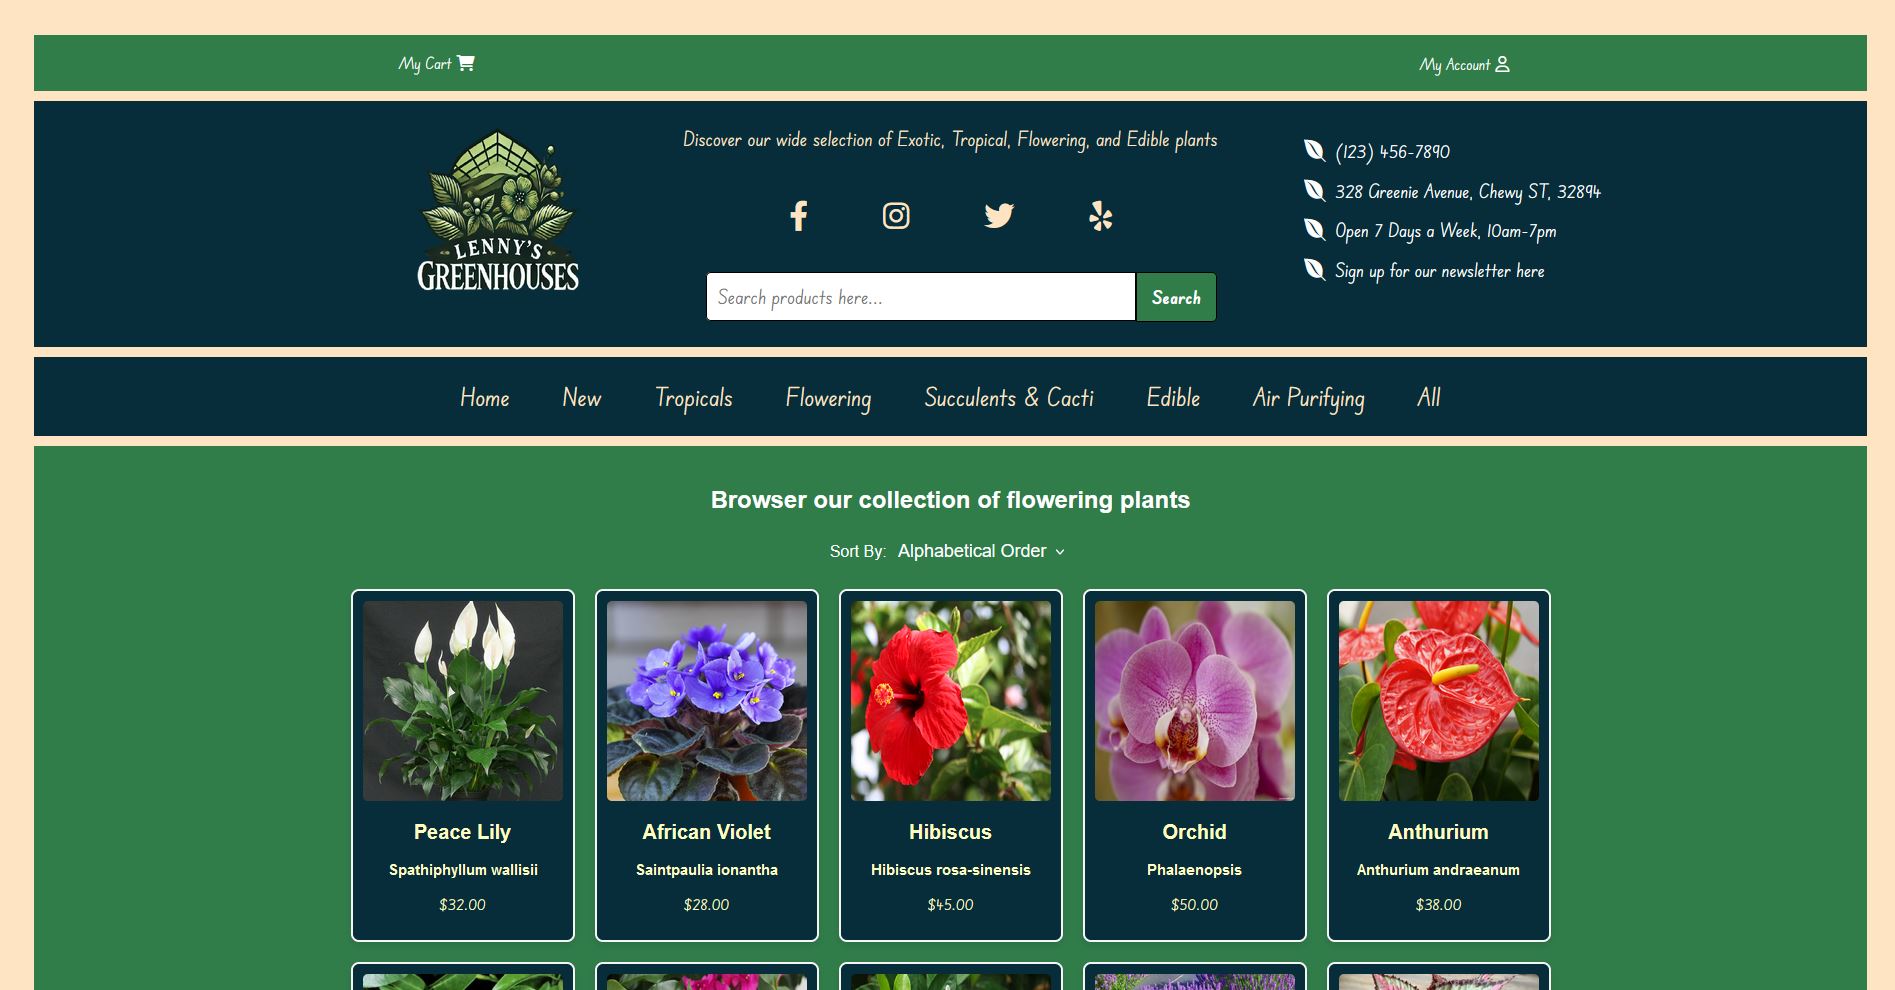 My Cart
My Account
LENNY'S
GREENHOUSES
Discover our wide selection of Exotic, Tropical, Flowering, and Edible plants
Search products here...
Search
(123) 456-7890
328 Greenie Avenue, Chewy ST, 32894
Open 7 Days a Week, 10am-7pm
Sign up for our newsletter here
Home New Tropicals Flowering Succulents & Cacti Edible Air Purifying All
Browser our collection of flowering plants
Sort By: Alphabetical Order
Peace Lily
Spathiphyllum wallisii
$32.00
African Violet
Saintpaulia ionantha
$28.00
Hibiscus
Hibiscus rosa-sinensis
$45.00
Orchid
Phalaenopsis
$50.00
Anthurium
Anthurium andraeanum
$38.00